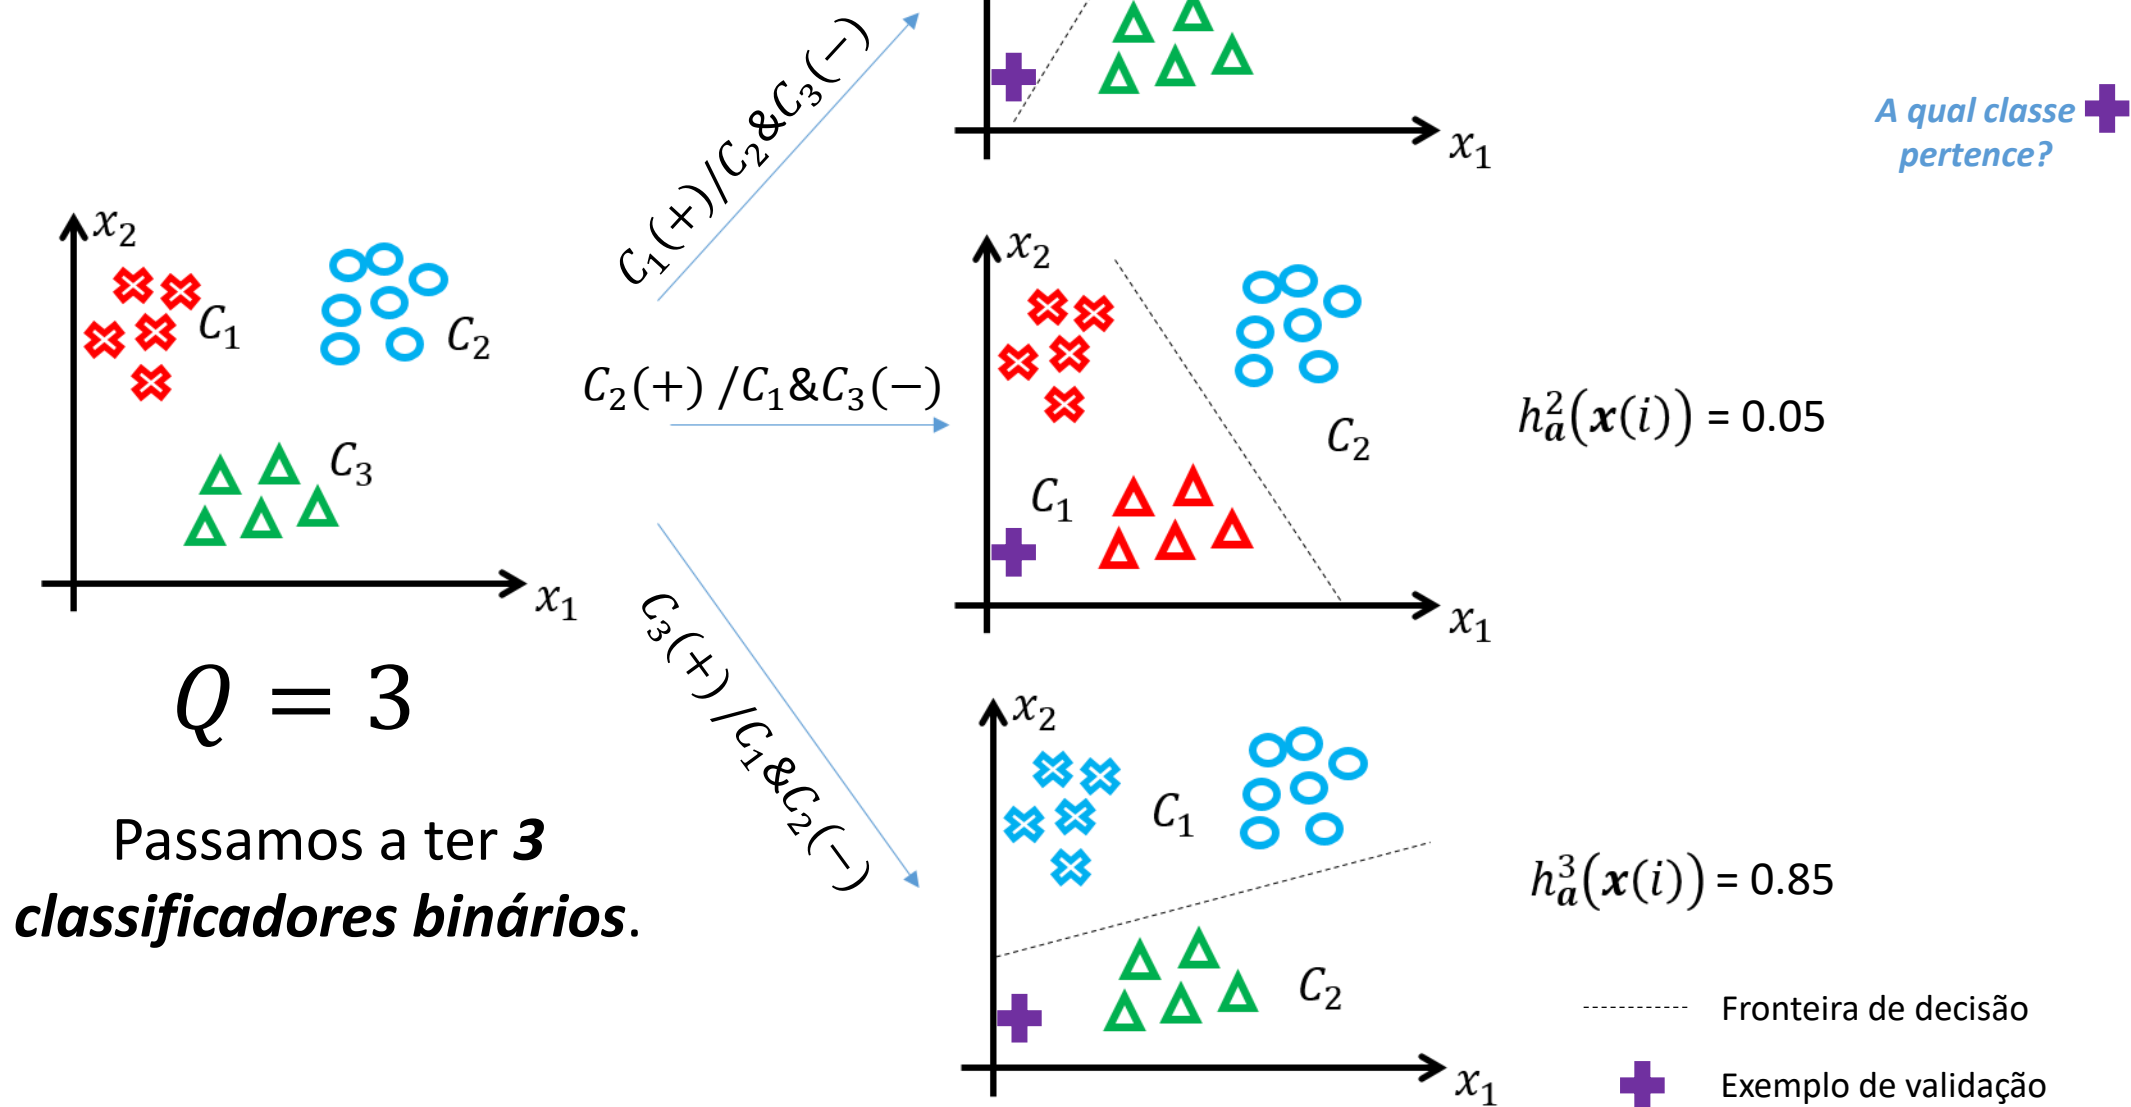 C₁(+)/C₂&C₃(−)
x₁
A qual classe
pertence?
x₂
C₁
C₂
C₃
x₁
Q = 3
Passamos a ter 3
classificadores binários.
C₂(+) /C₁&C₃(−)
x₂
C₂
C₁
x₁
h²ₐ(x(i)) = 0.05
C₃(+) /C₁&C₂(−)
x₂
C₁
C₂
x₁
h³ₐ(x(i)) = 0.85
Fronteira de decisão
Exemplo de validação